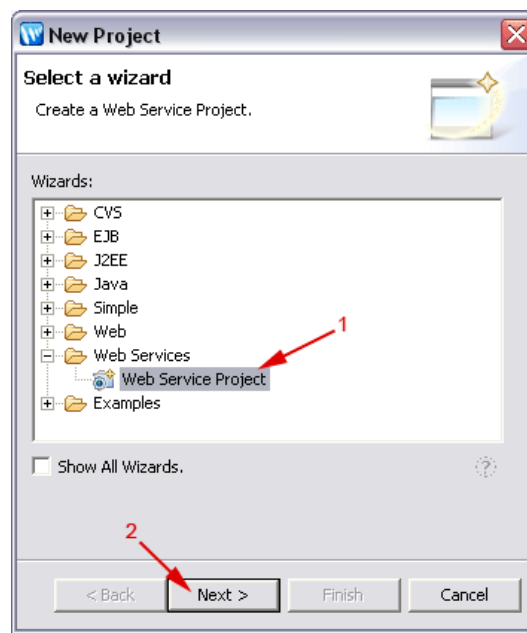 New Project
Select a wizard
Create a Web Service Project.
Wizards:
CVS
EJB
J2EE
Java
Simple
Web
Web Services
Web Service Project
Examples
1
Show All Wizards.
2
< Back Next > Finish Cancel